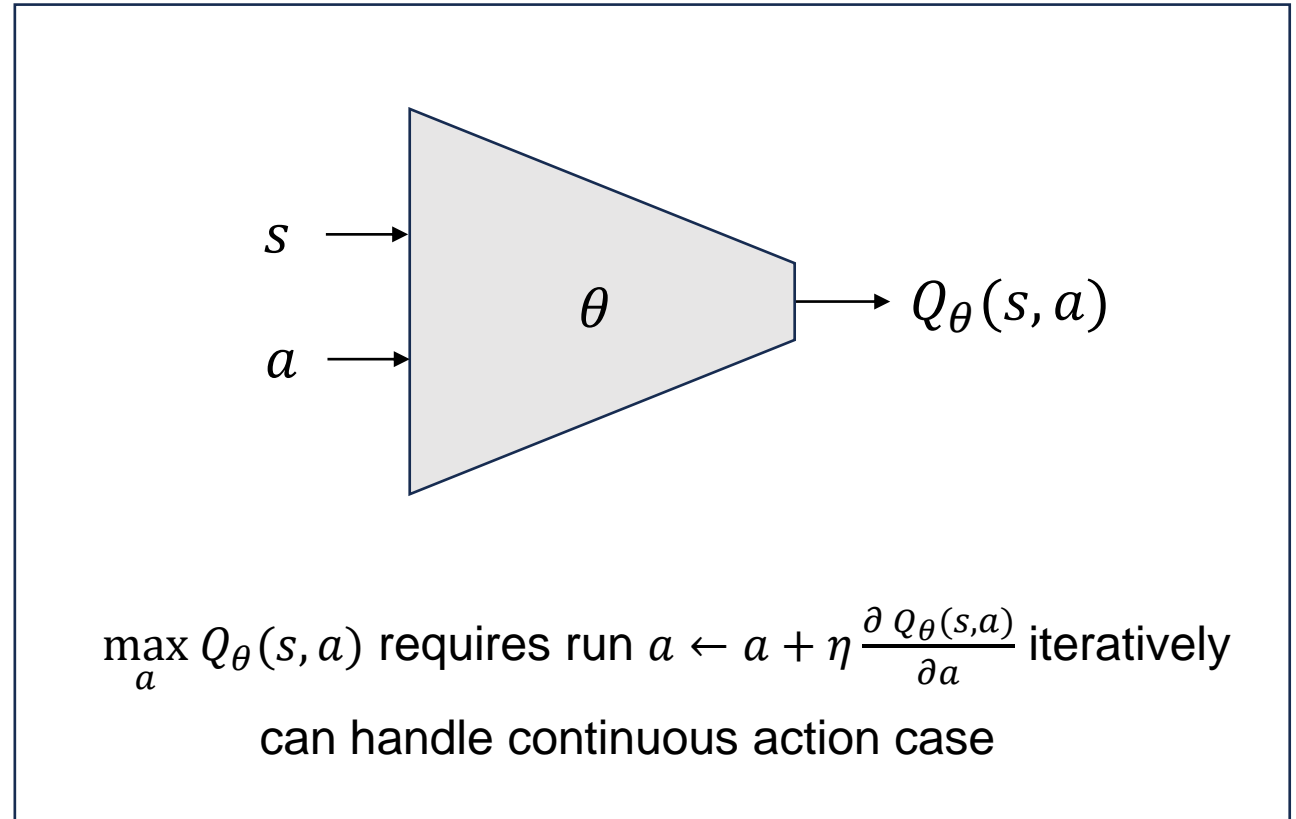 s
a
θ
Q_θ(s, a)
max_a Q_θ(s, a) requires run a ← a + η ∂ Q_θ(s,a)/∂a iteratively
can handle continuous action case